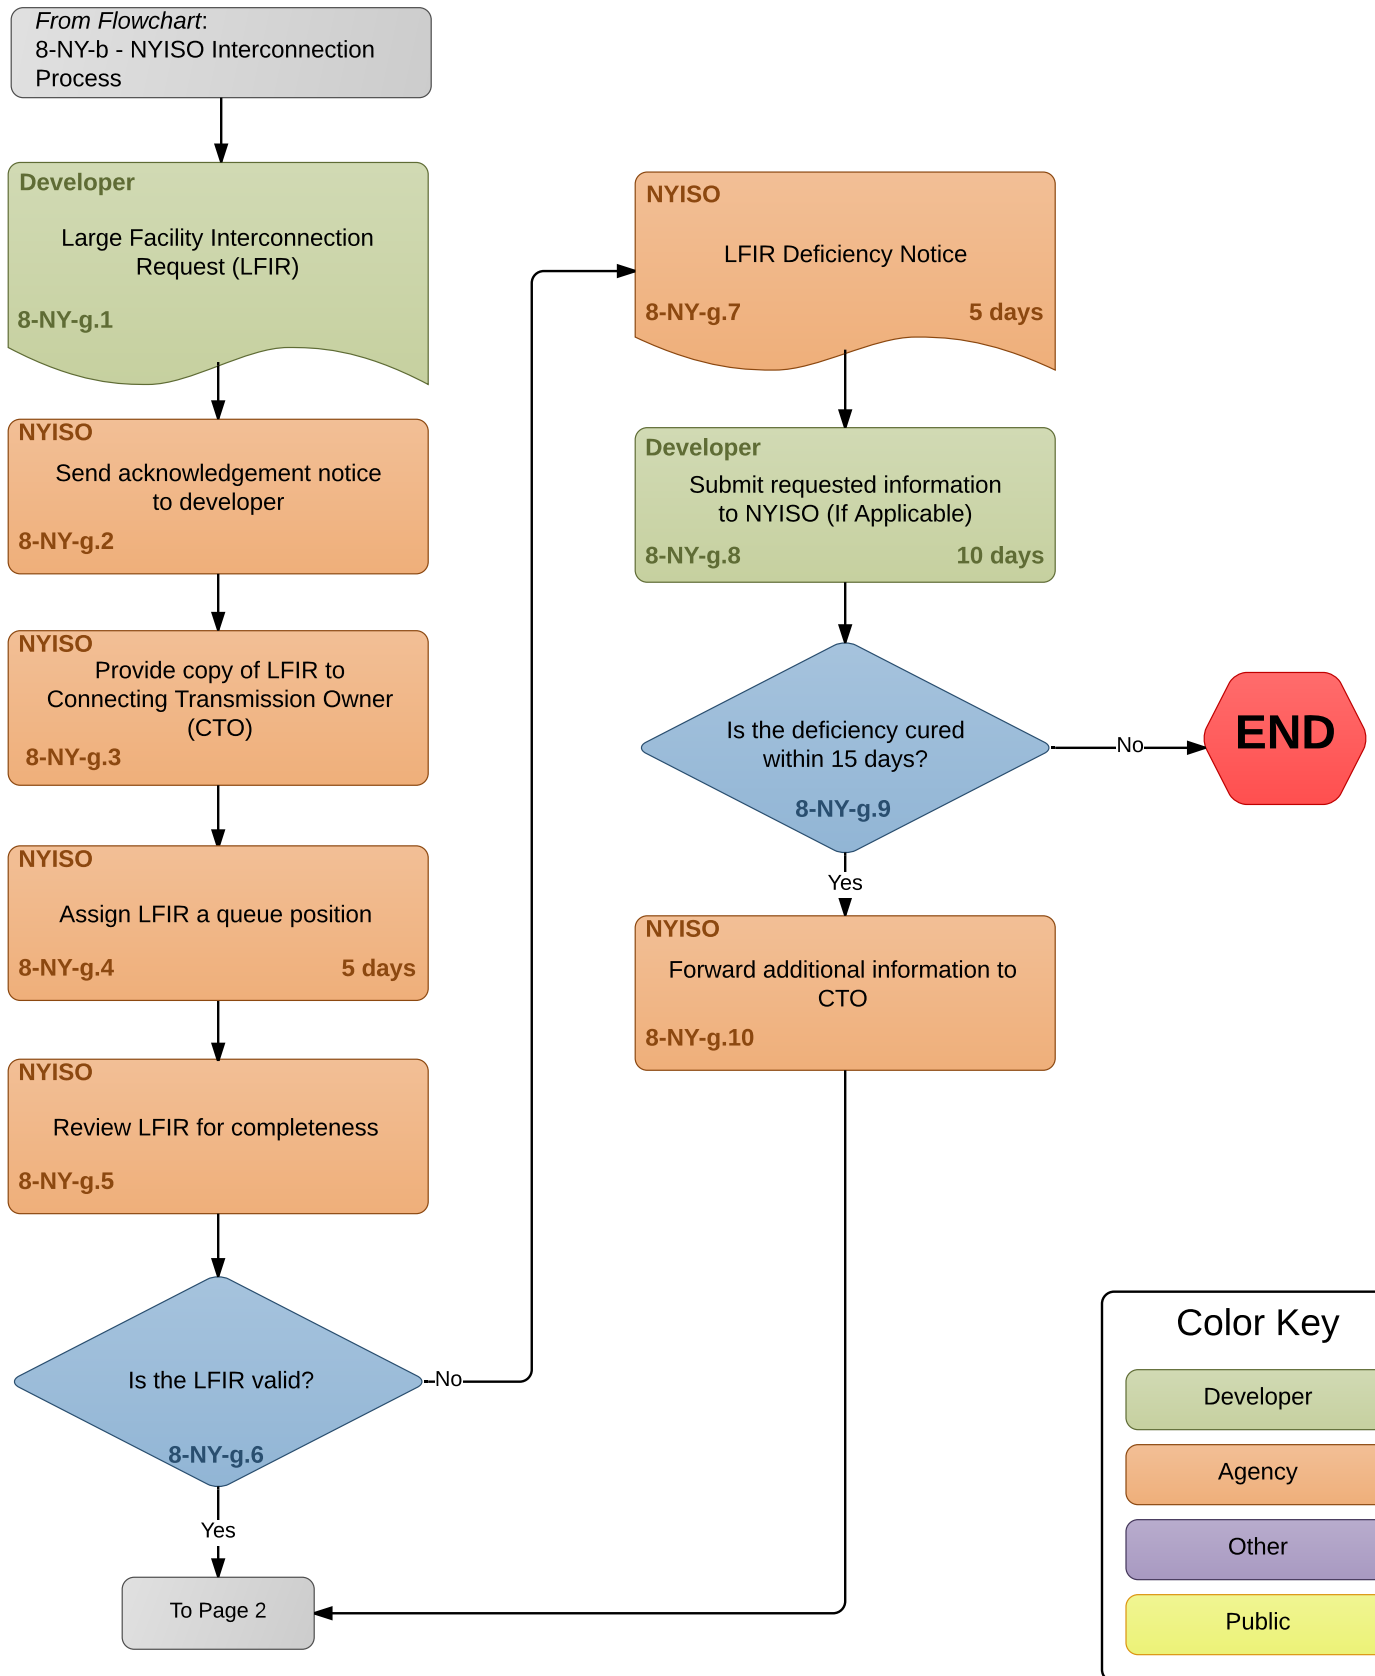 From Flowchart:
8-NY-b - NYISO Interconnection
Process
Developer
Large Facility Interconnection
Request (LFIR)
8-NY-g.1
NYISO
Send acknowledgement notice
to developer
8-NY-g.2
NYISO
Provide copy of LFIR to
Connecting Transmission Owner
(CTO)
8-NY-g.3
NYISO
Assign LFIR a queue position
8-NY-g.4 5 days
NYISO
Review LFIR for completeness
8-NY-g.5
Is the LFIR valid?
8-NY-g.6
No
Yes
To Page 2
NYISO
LFIR Deficiency Notice
8-NY-g.7 5 days
Developer
Submit requested information
to NYISO (If Applicable)
8-NY-g.8 10 days
Is the deficiency cured
within 15 days?
8-NY-g.9
No
END
Yes
NYISO
Forward additional information to
CTO
8-NY-g.10
Color Key
Developer
Agency
Other
Public